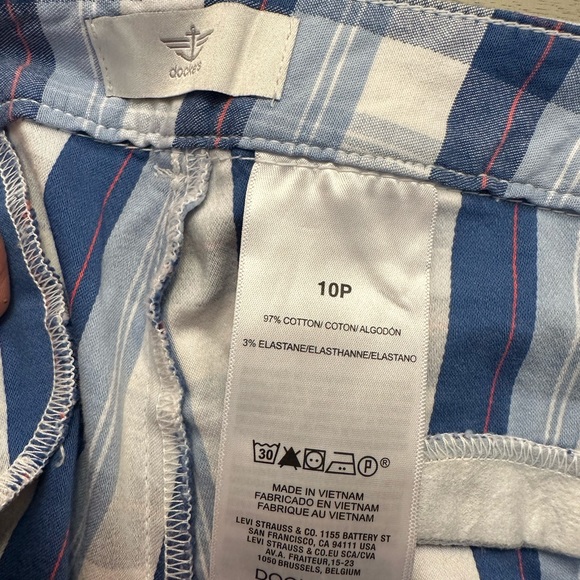 dockers
10P
97% COTTON/ COTON/ ALGODÓN
3% ELASTANE/ELASTHANNE/ELASTANO
30 P ®
MADE IN VIETNAM
FABRICADO EN VIETNAM
FABRIQUE AU VIETNAM
LEVI STRAUSS & CO. 1155 BATTERY ST
SAN FRANCISCO, CA 94111 USA
LEVI STRAUSS & CO.EU SCA/CVA
AV.A. FRAITEUR,15-23
1050 BRUSSELS, BELGIUM